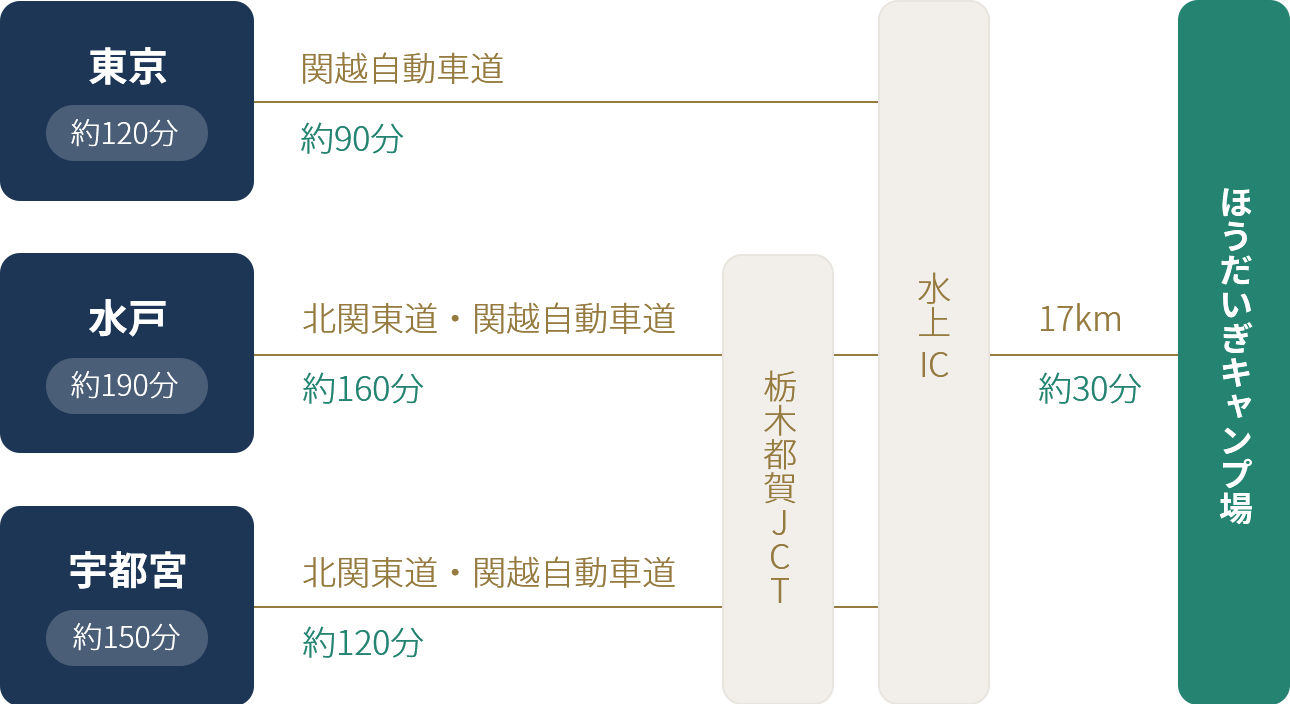 東京
約120分
関越自動車道
約90分
水戸
約190分
北関東道・関越自動車道
約160分
宇都宮
約150分
北関東道・関越自動車道
約120分
栃木都賀JCT
水上IC
17km
約30分
ほうだいぎキャンプ場